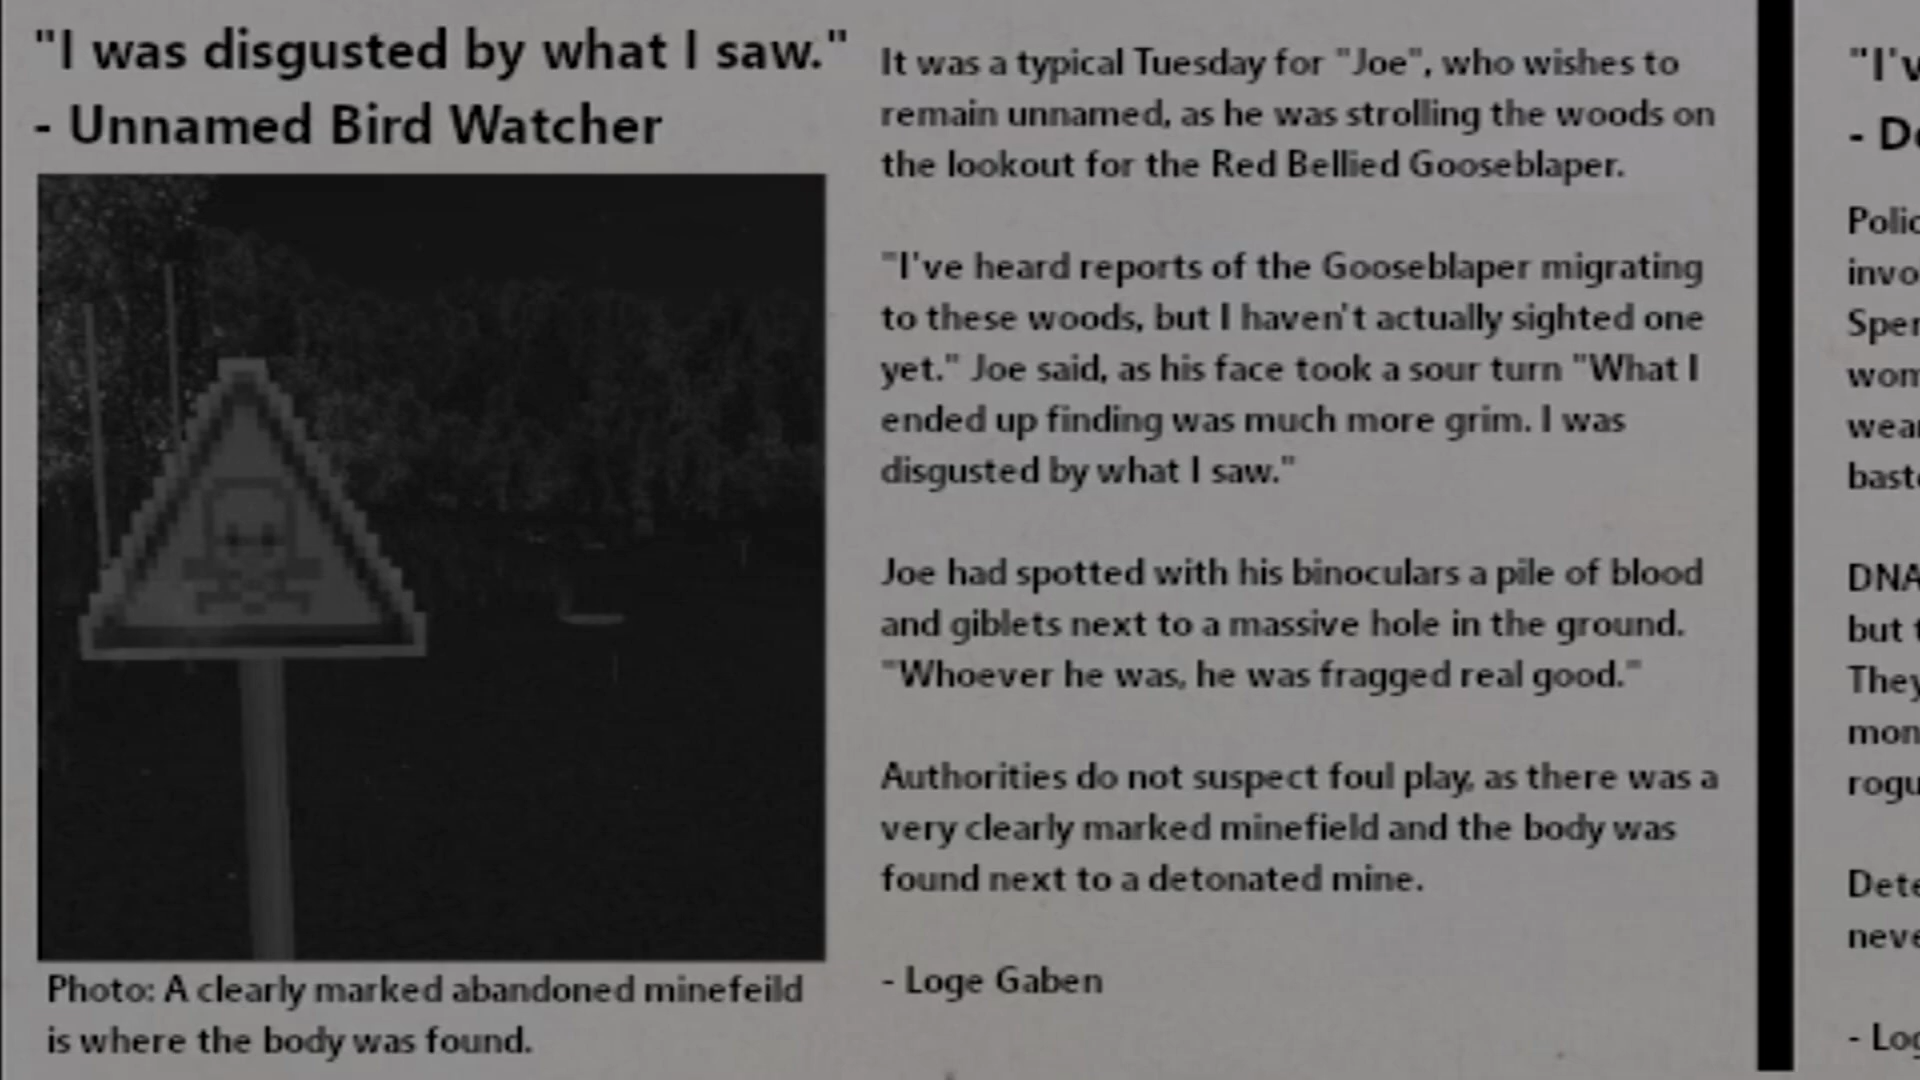 "I was disgusted by what I saw."
- Unnamed Bird Watcher
Photo: A clearly marked abandoned minefeild
is where the body was found.
It was a typical Tuesday for "Joe", who wishes to
remain unnamed, as he was strolling the woods on
the lookout for the Red Bellied Gooseblaper.
"I've heard reports of the Gooseblaper migrating
to these woods, but I haven't actually sighted one
yet." Joe said, as his face took a sour turn "What I
ended up finding was much more grim. I was
disgusted by what I saw."
Joe had spotted with his binoculars a pile of blood
and giblets next to a massive hole in the ground.
"Whoever he was, he was fragged real good."
Authorities do not suspect foul play, as there was a
very clearly marked minefield and the body was
found next to a detonated mine.
- Loge Gaben
DNA
but
They